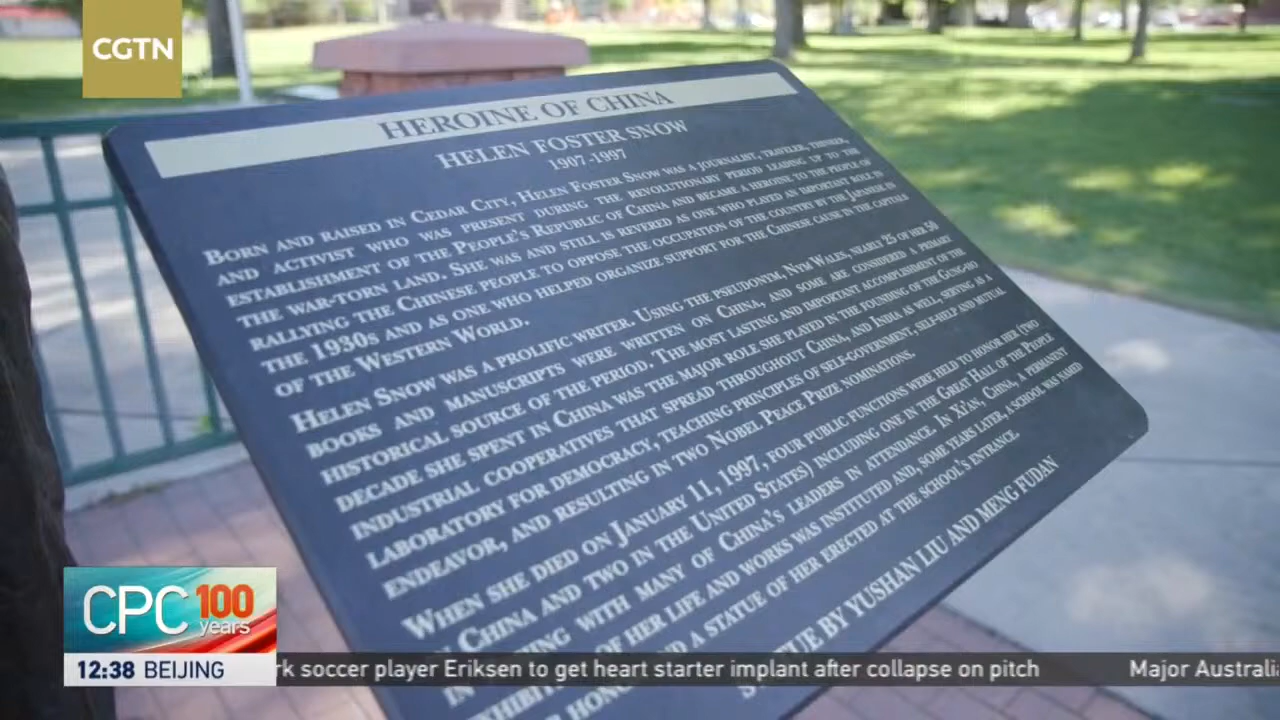 CGTN
HEROINE OF CHINA
HELEN FOSTER SNOW
1907-1997
BORN AND RAISED IN CEDAR CITY, HELEN FOSTER SNOW WAS A JOURNALIST, TRAVELER, THINKER,
AND ACTIVIST WHO WAS PRESENT DURING THE REVOLUTIONARY PERIOD LEADING UP TO THE
ESTABLISHMENT OF THE PEOPLE'S REPUBLIC OF CHINA AND BECAME A HEROINE TO THE PEOPLE OF
THE WAR-TORN LAND. SHE WAS AND STILL IS REVERED AS ONE WHO PLAYED AN IMPORTANT ROLE IN
RALLYING THE CHINESE PEOPLE TO OPPOSE THE OCCUPATION OF THE COUNTRY BY THE JAPANESE IN
THE 1930S AND AS ONE WHO HELPED ORGANIZE SUPPORT FOR THE CHINESE CAUSE IN THE CAPITALS
OF THE WESTERN WORLD.
HELEN SNOW WAS A PROLIFIC WRITER. USING THE PSEUDONYM, NYM WALES, NEARLY 25 OF HER 50
BOOKS AND MANUSCRIPTS WERE WRITTEN ON CHINA, AND SOME ARE CONSIDERED A PRIMARY
HISTORICAL SOURCE OF THE PERIOD. THE MOST LASTING AND IMPORTANT ACCOMPLISHMENT OF THE
DECADE SHE SPENT IN CHINA WAS THE MAJOR ROLE SHE PLAYED IN THE FOUNDING OF THE GUNG-HO
INDUSTRIAL COOPERATIVES THAT SPREAD THROUGHOUT CHINA, AND INDIA AS WELL, SERVING AS A
LABORATORY FOR DEMOCRACY, TEACHING PRINCIPLES OF SELF-GOVERNMENT, SELF-HELP AND MUTUAL
ENDEAVOR, AND RESULTING IN TWO NOBEL PEACE PRIZE NOMINATIONS.
WHEN SHE DIED ON JANUARY 11, 1997, FOUR PUBLIC FUNCTIONS WERE HELD TO HONOR HER (TWO
IN CHINA AND TWO IN THE UNITED STATES) INCLUDING ONE IN THE GREAT HALL OF THE PEOPLE
IN WITH MANY OF CHINA'S LEADERS IN ATTENDANCE. IN XI'AN, CHINA, A PERMANENT
OF HER LIFE AND WORKS WAS INSTITUTED AND, SOME YEARS LATER, A SCHOOL WAS NAMED
HONO AND A STATUE OF HER ERECTED AT THE SCHOOL'S ENTRANCE.
BY YUSHAN LIU AND MENG FUDAN
CPC 100
years
12:38 BEIJING
rk soccer player Eriksen to get heart starter implant after collapse on pitch Major Australi